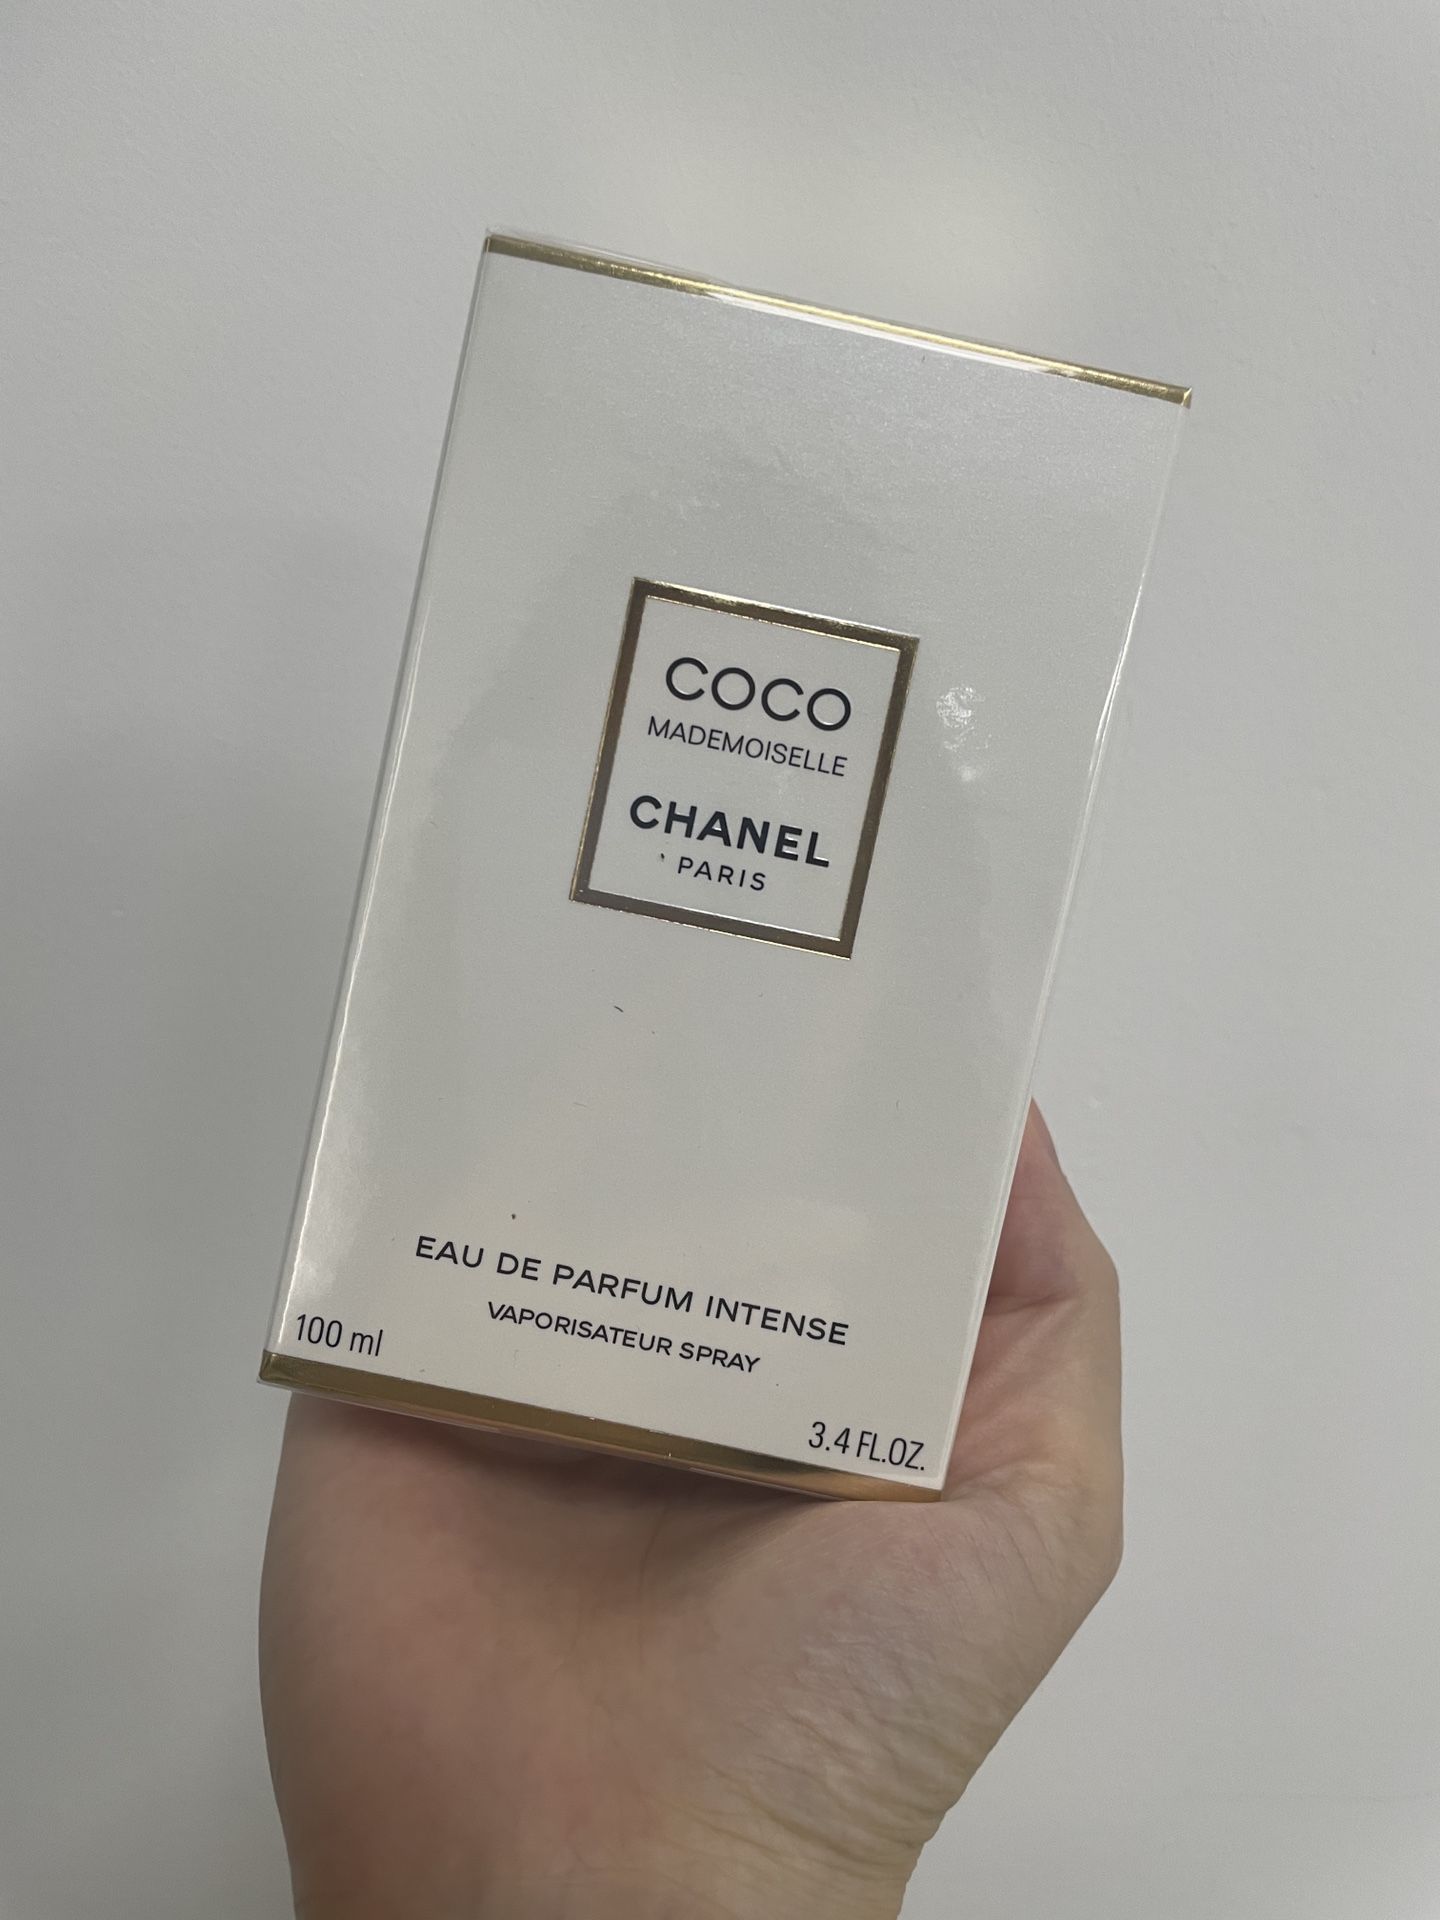 COCO
MADEMOISELLE
CHANEL
PARIS
EAU DE PARFUM INTENSE
VAPORISATEUR SPRAY
100 ml
3.4 FL.OZ.